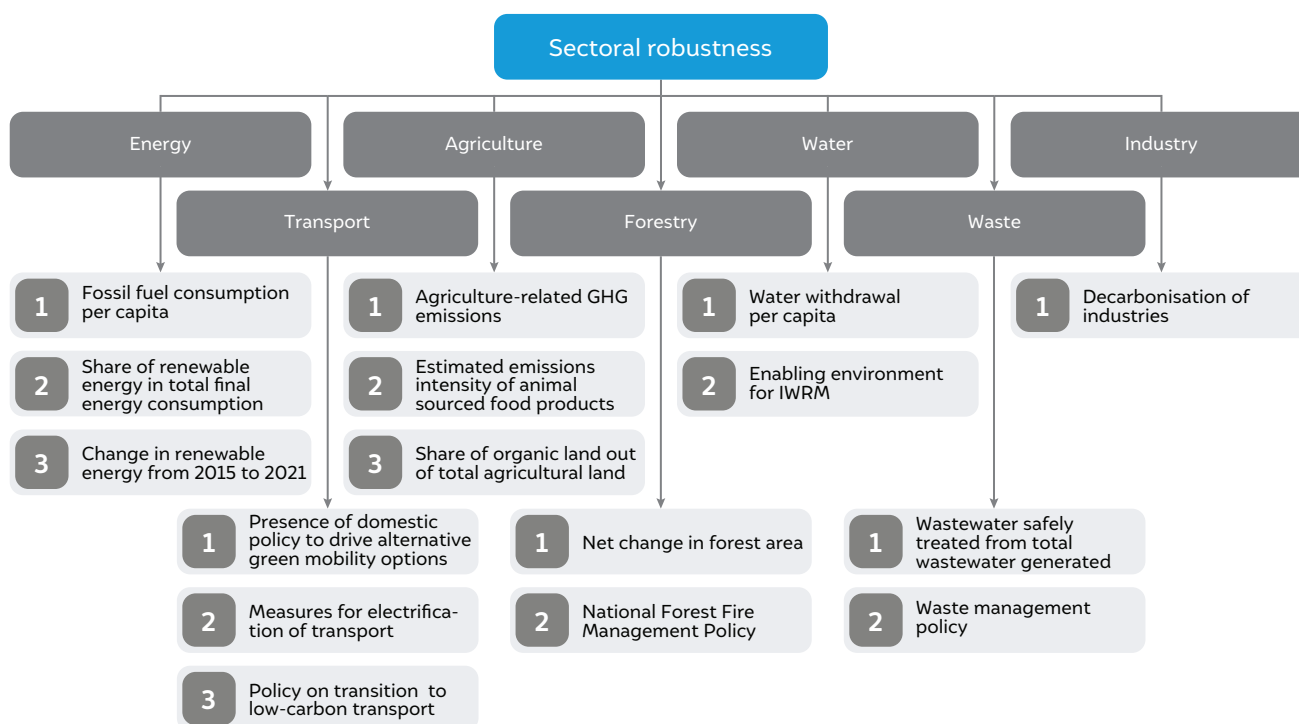 Sectoral robustness
Energy
Agriculture
Water
Industry
Transport
Forestry
Waste
1
Fossil fuel consumption
per capita
2
Share of renewable
energy in total final
energy consumption
3
Change in renewable
energy from 2015 to 2021
1
Agriculture-related GHG
emissions
2
Estimated emissions
intensity of animal
sourced food products
3
Share of organic land out
of total agricultural land
1
Water withdrawal
per capita
2
Enabling environment
for IWRM
1
Decarbonisation of
industries
1
Presence of domestic
policy to drive alternative
green mobility options
2
Measures for electrifica-
tion of transport
3
Policy on transition to
low-carbon transport
1
Net change in forest area
2
National Forest Fire
Management Policy
1
Wastewater safely
treated from total
wastewater generated
2
Waste management
policy